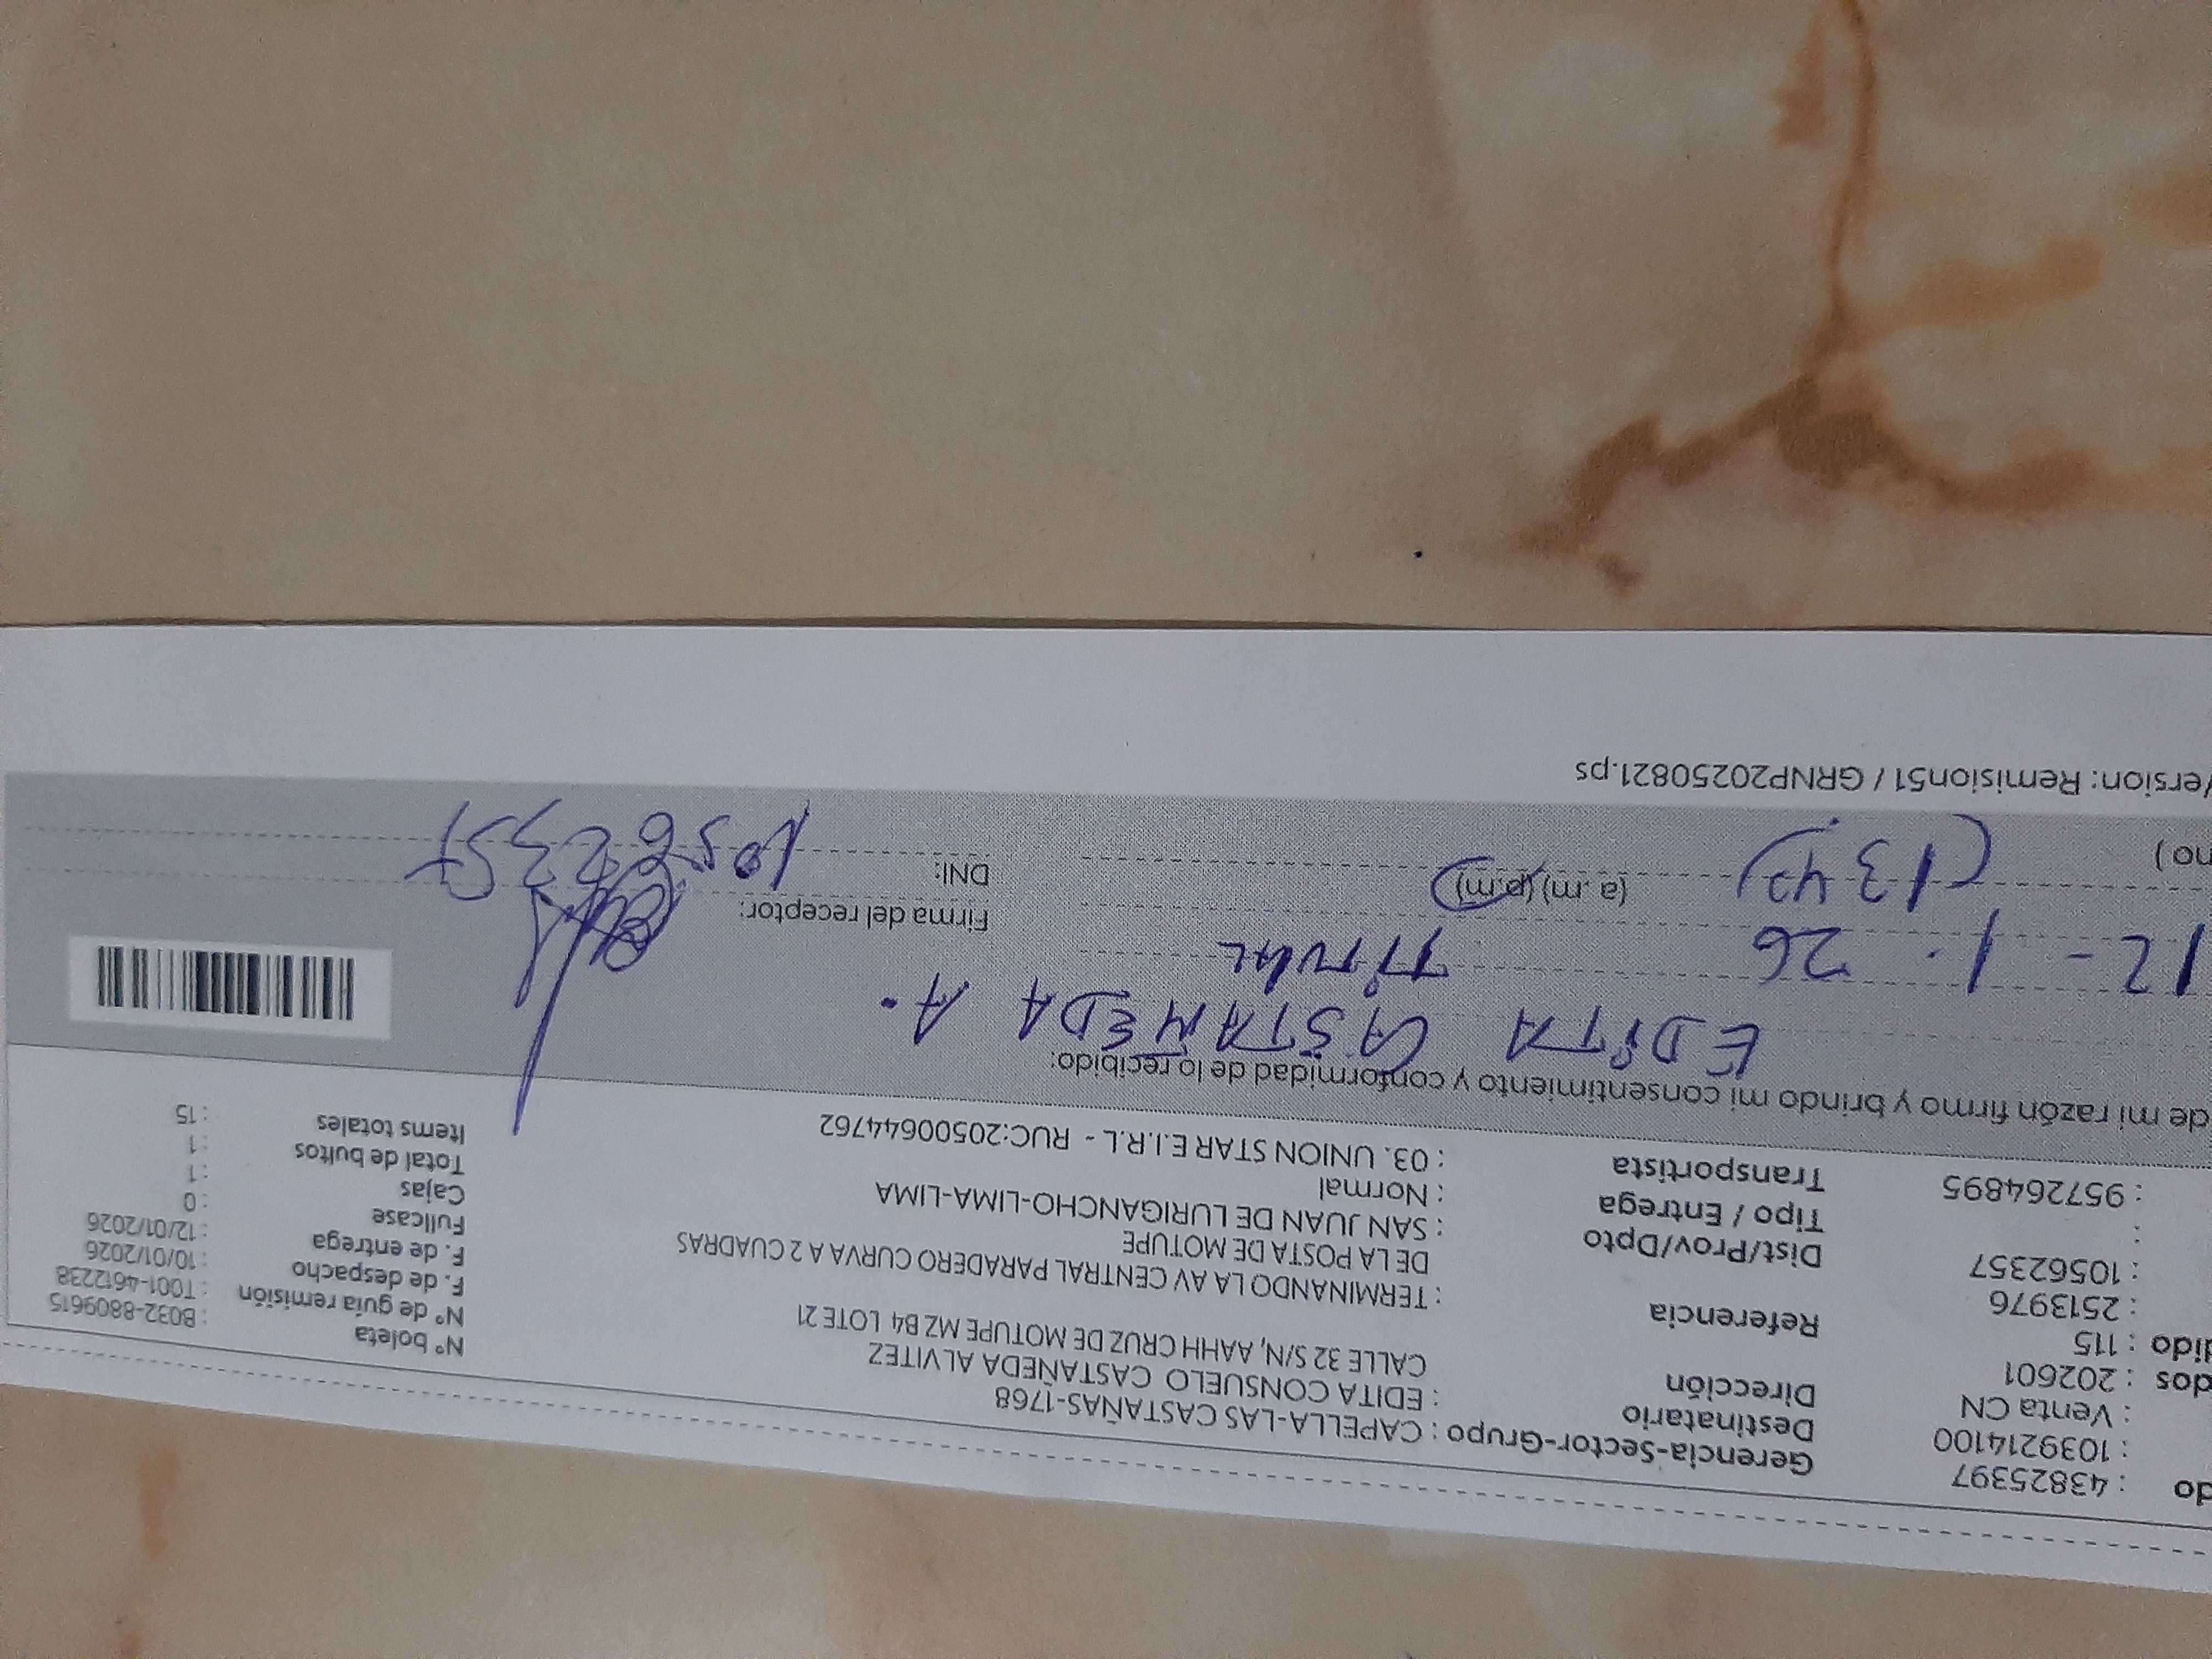 do : 43825397
: 1039214100
: Venta CN
dos : 202601
dido : 115
: 2513976
: 10562357
:
: 957264895
Gerencia-Sector-Grupo : CAPELLA-LAS CASTAÑAS-1768
Destinatario : EDITA CONSUELO CASTAÑEDA ALVITEZ
Dirección CALLE 32 S/N, AAHH CRUZ DE MOTUPE MZ B4 LOTE 21
Referencia : TERMINANDO LA AV CENTRAL PARADERO CURVA A 2 CUADRAS
DE LA POSTA DE MOTUPE
Dist/Prov/Dpto : SAN JUAN DE LURIGANCHO-LIMA-LIMA
Tipo / Entrega : Normal
Transportista : 03. UNION STAR E.I.R.L - RUC:20500644762
N° boleta : B032-8809615
N° de guía remisión : T001-4612238
F. de despacho : 10/01/2026
F. de entrega : 12/01/2026
Fullcase : 0
Cajas : 1
Total de bultos : 1
Items totales : 15
de mi razón firmo y brindo mi consentimiento y conformidad de lo recibido:
EDITA CASTAÑEDA A.
12 - 1 - 26 TITULAR
Firma del receptor:
no ) (1342) (a. m) (p.m)
DNI: 10562357
Version: Remision51 / GRNP20250821.ps